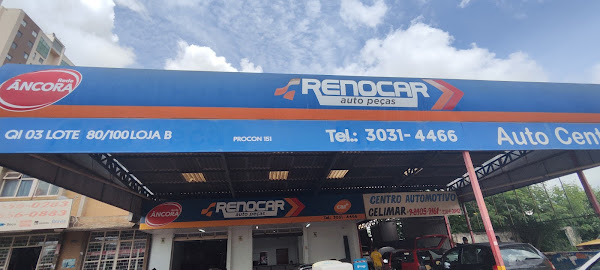 Rede
ÂNCORA
RENOCAR
auto peças
QI 03 LOTE 80/100 LOJA B
PROCON 151
Tel.: 3031-4466
Auto Cent
ÂNCORA
RENOCAR
auto peças
CENTRO AUTOMOTIVO
CELIMAR